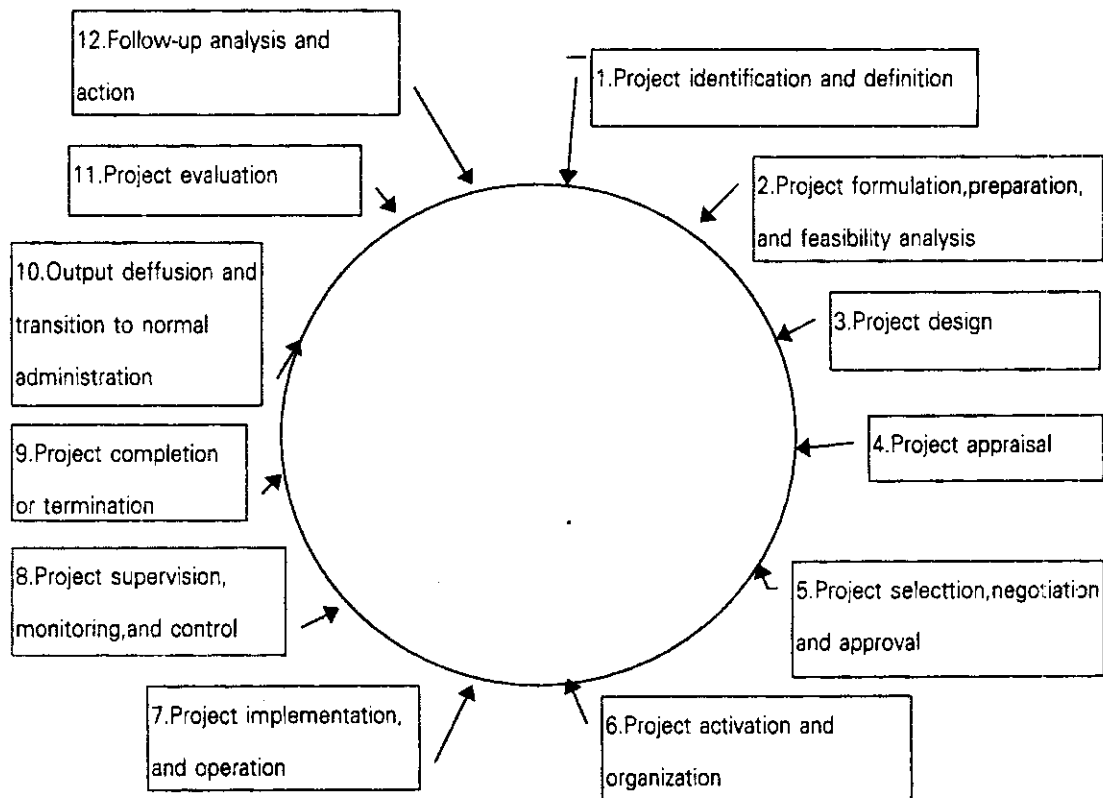 12.Follow-up analysis and
action
1.Project identification and definition
11.Project evaluation
2.Project formulation,preparation,
and feasibility analysis
10.Output deffusion and
transition to normal
administration
3.Project design
4.Project appraisal
9.Project completion
or termination
8.Project supervision,
monitoring,and control
5.Project selecttion,negotiation
and approval
7.Project implementation,
and operation
6.Project activation and
organization